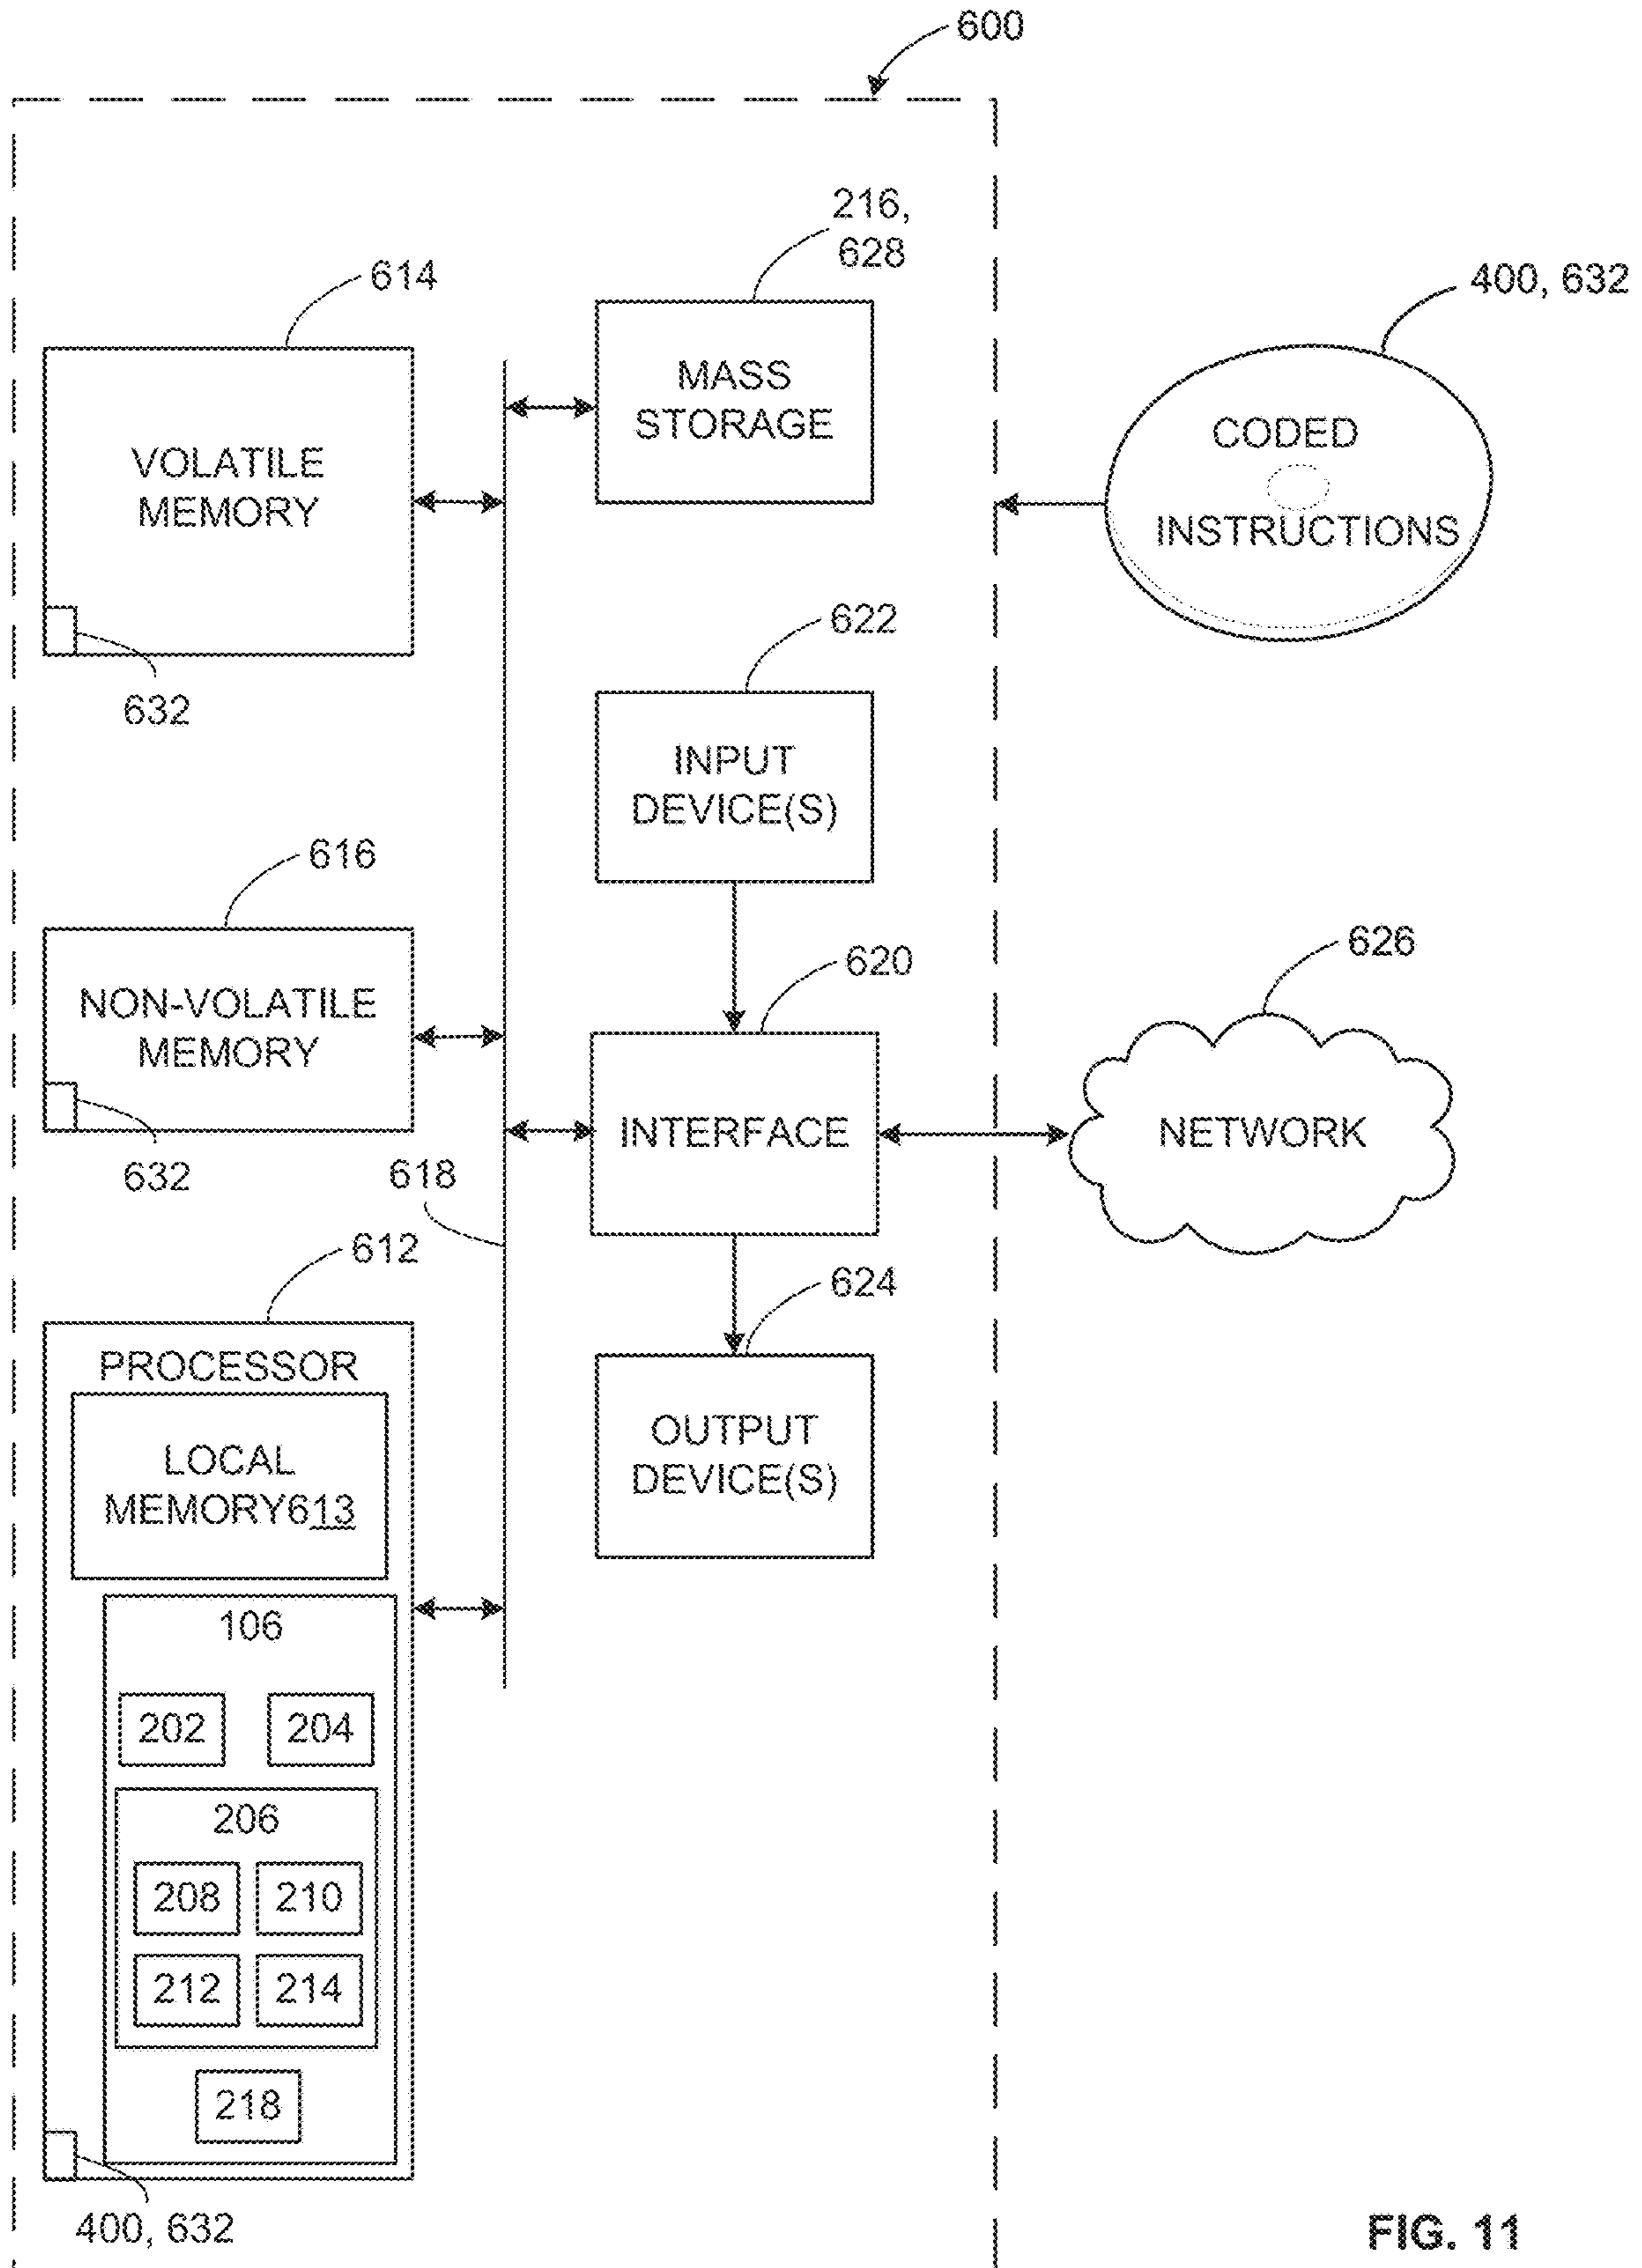 600
216,
628
614
400, 632
MASS
STORAGE
CODED
INSTRUCTIONS
VOLATILE
MEMORY
632
622
INPUT
DEVICE(S)
616
620
626
NON-VOLATILE
MEMORY
632
INTERFACE
NETWORK
618
612
624
PROCESSOR
LOCAL
MEMORY613
OUTPUT
DEVICE(S)
106
202
204
206
208
210
212
214
218
400, 632
FIG. 11